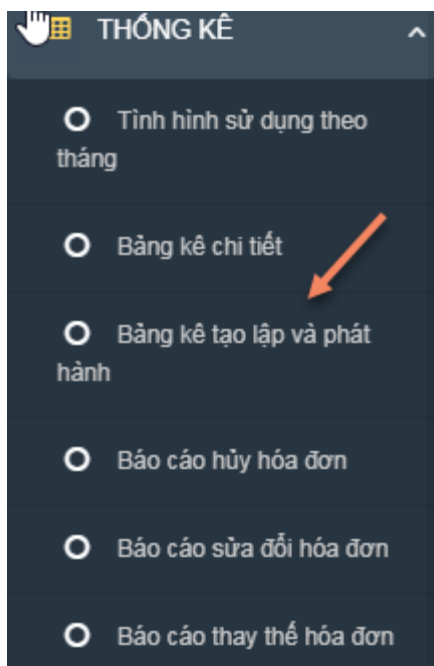 THỐNG KÊ
Tình hình sử dụng theo
tháng
Bảng kê chi tiết
Bảng kê tạo lập và phát
hành
Báo cáo hủy hóa đơn
Báo cáo sửa đổi hóa đơn
Báo cáo thay thế hóa đơn